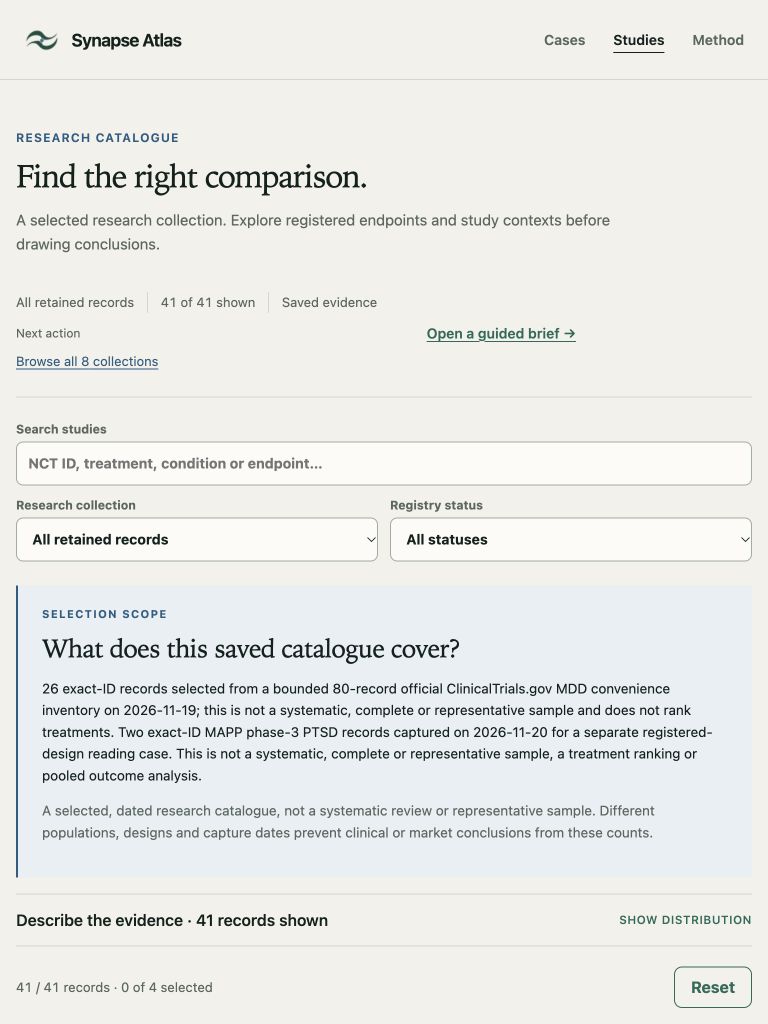 Synapse Atlas
Cases
Studies
Method
RESEARCH CATALOGUE
Find the right comparison.
A selected research collection. Explore registered endpoints and study contexts before
drawing conclusions.
All retained records
41 of 41 shown
Saved evidence
Next action
Open a guided brief →
Browse all 8 collections
Search studies
NCT ID, treatment, condition or endpoint...
Research collection
Registry status
All retained records
All statuses
SELECTION SCOPE
What does this saved catalogue cover?
26 exact-ID records selected from a bounded 80-record official ClinicalTrials.gov MDD convenience
inventory on 2026-11-19; this is not a systematic, complete or representative sample and does not rank
treatments. Two exact-ID MAPP phase-3 PTSD records captured on 2026-11-20 for a separate registered-
design reading case. This is not a systematic, complete or representative sample, a treatment ranking or
pooled outcome analysis.
A selected, dated research catalogue, not a systematic review or representative sample. Different
populations, designs and capture dates prevent clinical or market conclusions from these counts.
Describe the evidence · 41 records shown
SHOW DISTRIBUTION
41 / 41 records · 0 of 4 selected
Reset